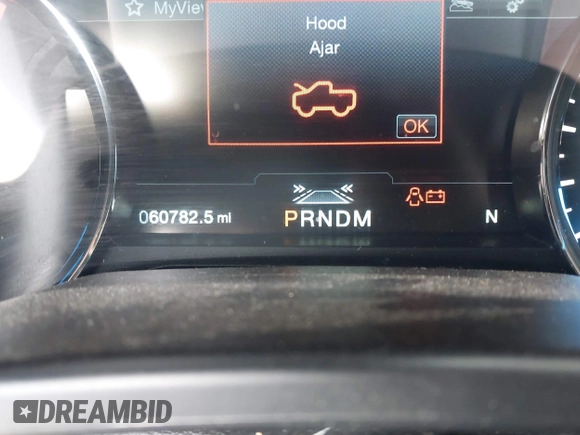 MyView
Hood
Ajar
OK
060782.5 mi
PRNDM
N
DREAMBID